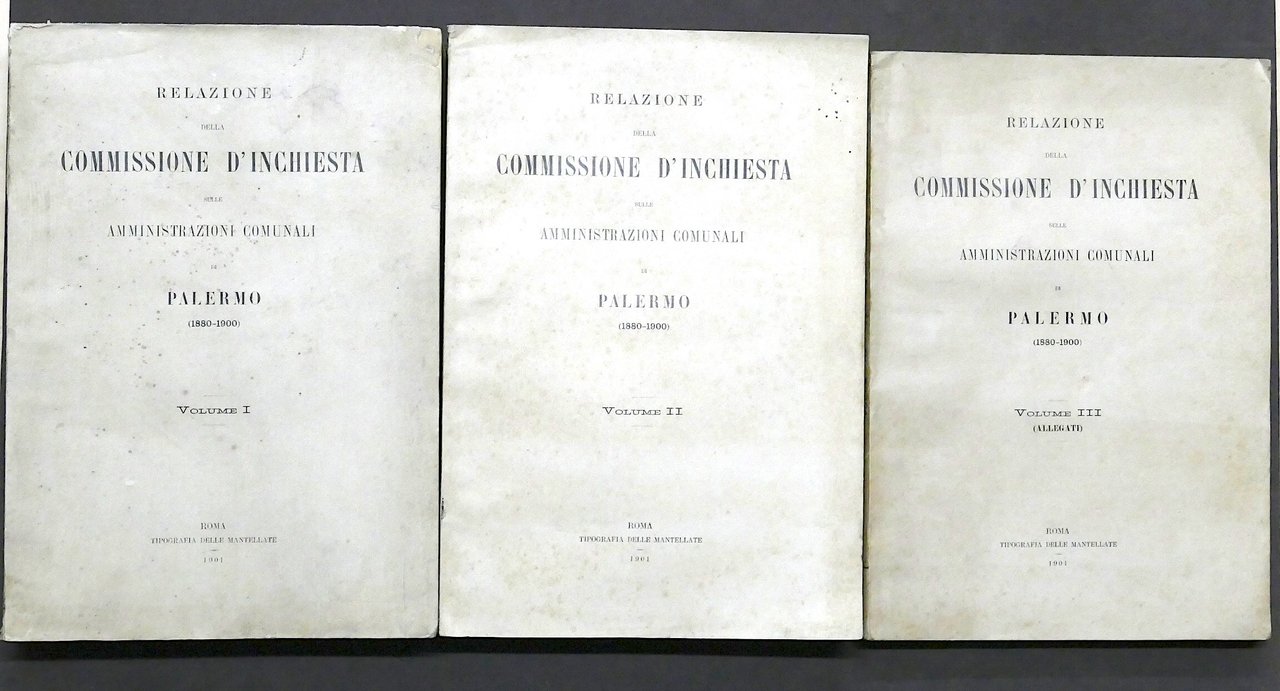 RELAZIONE
DELLA
COMMISSIONE D'INCHIESTA
SULLE
AMMINISTRAZIONI COMUNALI
DI
PALERMO
(1880-1900)
VOLUME I
ROMA
TIPOGRAFIA DELLE MANTELLATE
1901
RELAZIONE
DELLA
COMMISSIONE D'INCHIESTA
SULLE
AMMINISTRAZIONI COMUNALI
DI
PALERMO
(1880-1900)
VOLUME II
ROMA
TIPOGRAFIA DELLE MANTELLATE
1901
RELAZIONE
DELLA
COMMISSIONE D'INCHIESTA
SULLE
AMMINISTRAZIONI COMUNALI
DI
PALERMO
(1880-1900)
VOLUME III
(ALLEGATI)
ROMA
TIPOGRAFIA DELLE MANTELLATE
1901